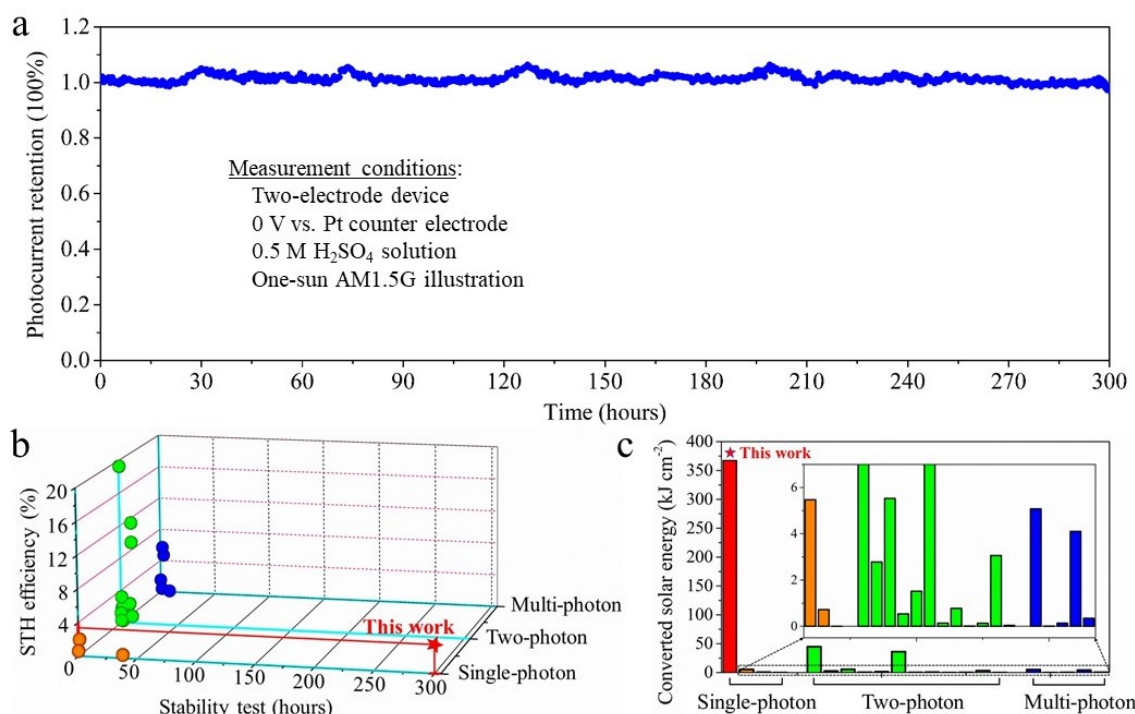 a
1.2
1.0
0.8
0.6
0.4
0.2
0.0
Photocurrent retention (100%)
Measurement conditions:
Two-electrode device
0 V vs. Pt counter electrode
0.5 M H₂SO₄ solution
One-sun AM1.5G illustration
0 30 60 90 120 150 180 210 240 270 300
Time (hours)
b
20
16
12
8
4
0
STH efficiency (%)
This work
Multi-photon
Two-photon
Single-photon
0 50 100 150 200 250 300
Stability test (hours)
c
400
350
300
250
200
150
100
50
0
Converted solar energy (kJ cm⁻²)
This work
6
4
2
0
Single-photon Two-photon Multi-photon